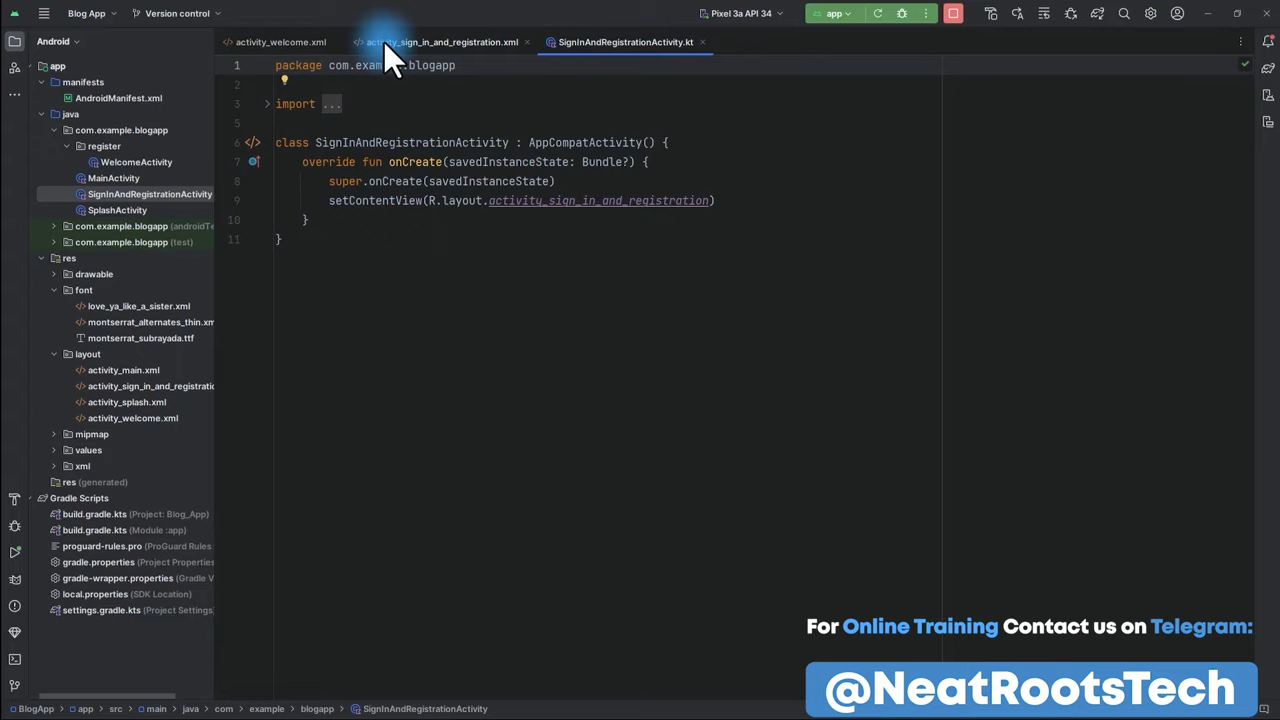 Blog App
Version control
Pixel 3a API 34
app
Android
activity_welcome.xml
activity_sign_in_and_registration.xml
SignInAndRegistrationActivity.kt
app
manifests
AndroidManifest.xml
java
com.example.blogapp
register
WelcomeActivity
MainActivity
SignInAndRegistrationActivity
SplashActivity
com.example.blogapp (androidTe
com.example.blogapp (test)
res
drawable
font
love_ya_like_a_sister.xml
montserrat_alternates_thin.xm
montserrat_subrayada.ttf
layout
activity_main.xml
activity_sign_in_and_registratio
activity_splash.xml
activity_welcome.xml
mipmap
values
xml
res (generated)
Gradle Scripts
build.gradle.kts (Project: Blog_App)
build.gradle.kts (Module :app)
proguard-rules.pro (ProGuard Rules
gradle.properties (Project Properties
gradle-wrapper.properties (Gradle V
local.properties (SDK Location)
settings.gradle.kts (Project Settings)
1 package com.exam .blogapp
2
3 import ...
5
6 class SignInAndRegistrationActivity : AppCompatActivity() {
7 override fun onCreate(savedInstanceState: Bundle?) {
8 super.onCreate(savedInstanceState)
9 setContentView(R.layout.activity_sign_in_and_registration)
10 }
11 }
For Online Training Contact us on Telegram:
@NeatRootsTech
BlogApp > app > src > main > java > com > example > blogapp > SignInAndRegistrationActivity